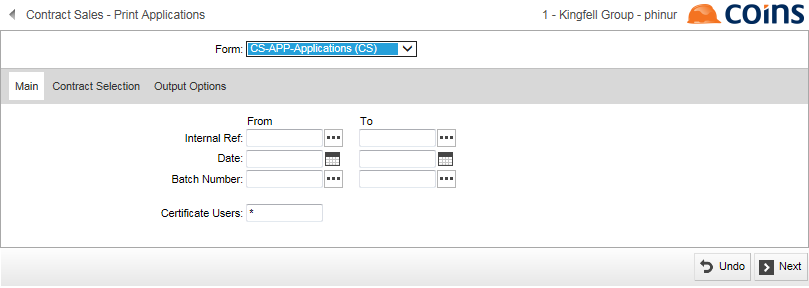 Contract Sales - Print Applications 1 - Kingfell Group - phinur coins
Form: CS-APP-Applications (CS)
Main Contract Selection Output Options
From To
Internal Ref:
Date:
Batch Number:
Certificate Users: *
Undo Next